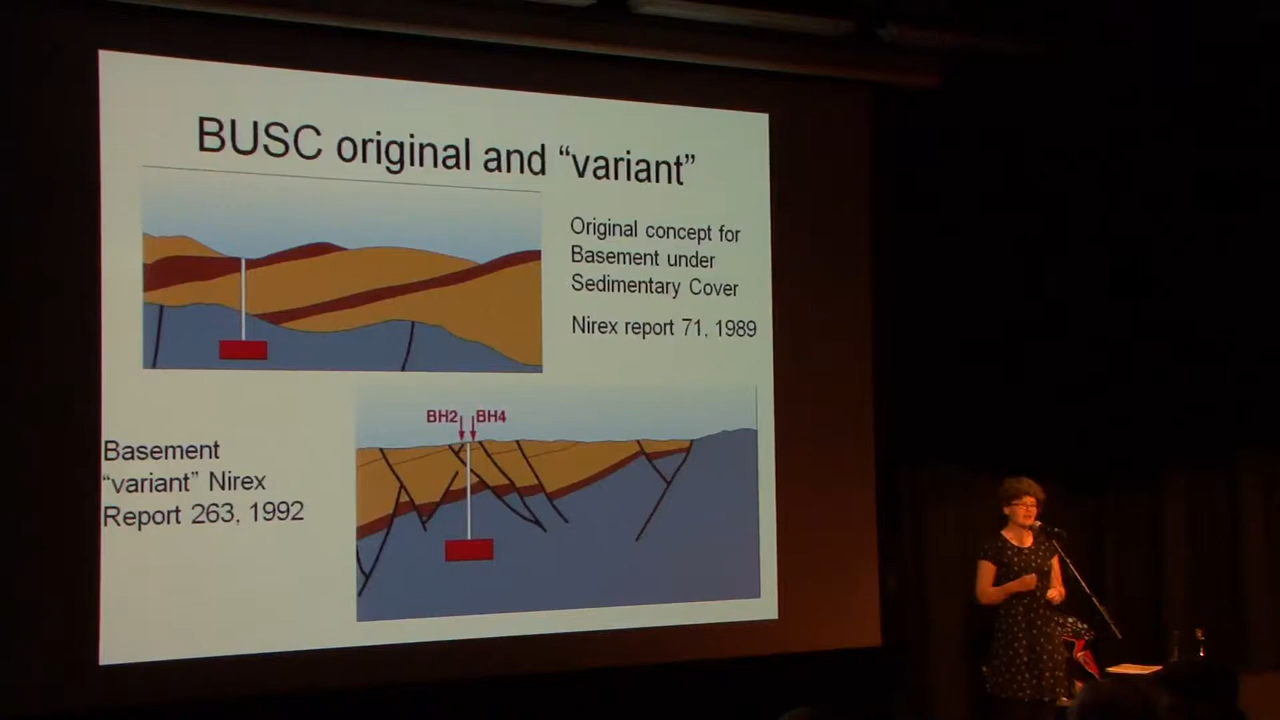 BUSC original and “variant”
Original concept for
Basement under
Sedimentary Cover
Nirex report 71, 1989
BH2 BH4
Basement
“variant” Nirex
Report 263, 1992